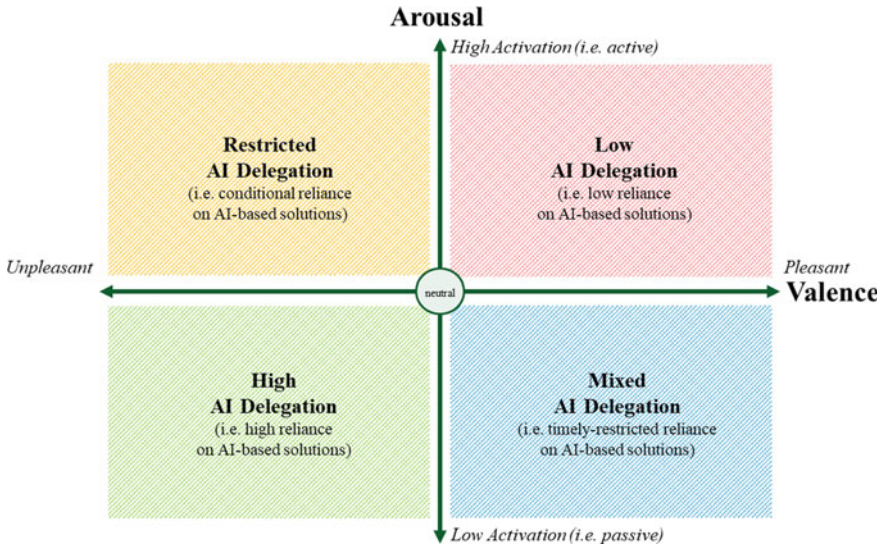 Arousal
High Activation (i.e. active)
Restricted
AI Delegation
(i.e. conditional reliance
on AI-based solutions)
Low
AI Delegation
(i.e. low reliance
on AI-based solutions)
Unpleasant
Pleasant
neutral
Valence
High
AI Delegation
(i.e. high reliance
on AI-based solutions)
Mixed
AI Delegation
(i.e. timely-restricted reliance
on AI-based solutions)
Low Activation (i.e. passive)